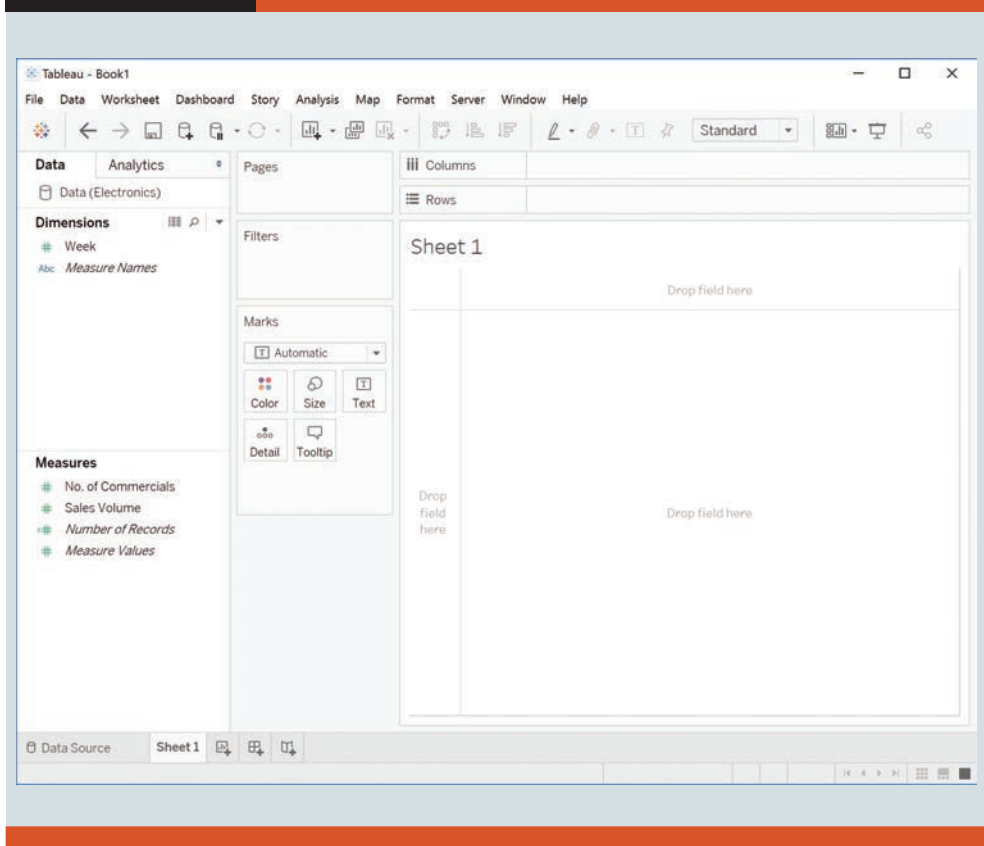 Tableau - Book1
File Data Worksheet Dashboard Story Analysis Map Format Server Window Help
Standard
Data Analytics
Data (Electronics)
Dimensions
Week
Abc Measure Names
Measures
No. of Commercials
Sales Volume
Number of Records
Measure Values
Pages
Filters
Marks
T Automatic
Color Size Text
Detail Tooltip
Columns
Rows
Sheet 1
Drop field here
Drop
field
here
Drop field here
Data Source Sheet 1